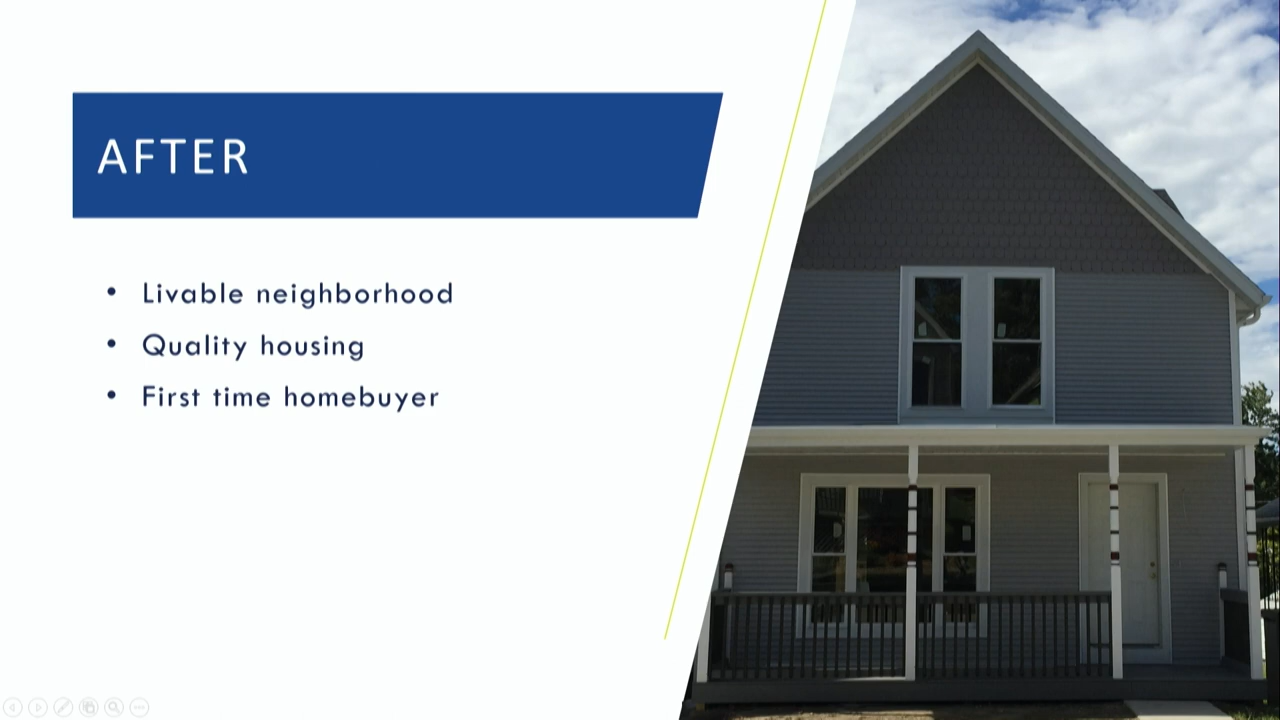 AFTER
• Livable neighborhood
• Quality housing
• First time homebuyer